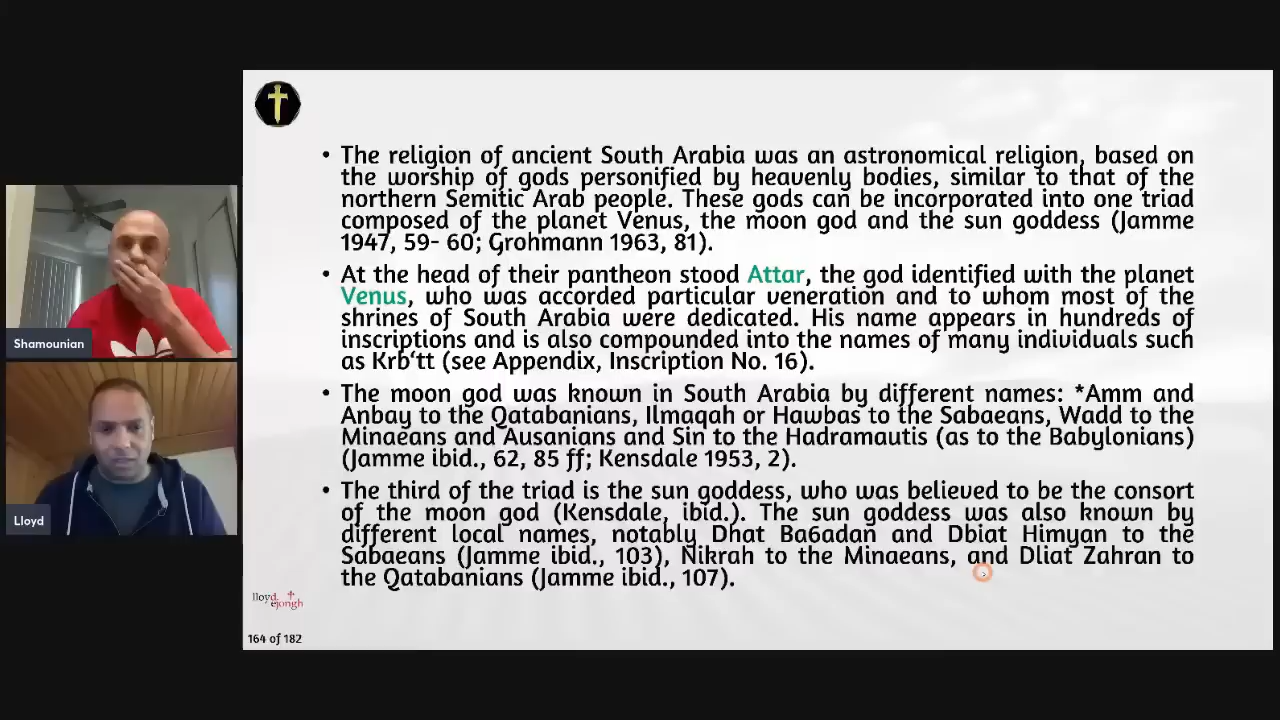 • The religion of ancient South Arabia was an astronomical religion, based on
the worship of gods personified by heavenly bodies, similar to that of the
northern Semitic Arab people. These gods can be incorporated into one triad
composed of the planet Venus, the moon god and the sun goddess (Jamme
1947, 59- 60; Grohmann 1963, 81).
• At the head of their pantheon stood Attar, the god identified with the planet
Venus, who was accorded particular veneration and to whom most of the
shrines of South Arabia were dedicated. His name appears in hundreds of
inscriptions and is also compounded into the names of many individuals such
as Krb‘tt (see Appendix, Inscription No. 16).
• The moon god was known in South Arabia by different names: *Amm and
Anbay to the Qatabanians, Ilmaqah or Hawbas to the Sabaeans, Wadd to the
Minaeans and Ausanians and Sin to the Hadramautis (as to the Babylonians)
(Jamme ibid., 62, 85 ff; Kensdale 1953, 2).
• The third of the triad is the sun goddess, who was believed to be the consort
of the moon god (Kensdale, ibid.). The sun goddess was also known by
different local names, notably Dhat Ba6adan and Dbiat Himyan to the
Sabaeans (Jamme ibid., 103), Nikrah to the Minaeans, and Dliat Zahran to
the Qatabanians (Jamme ibid., 107).
Shamounian
Lloyd
lloyd
ejongh
164 of 182